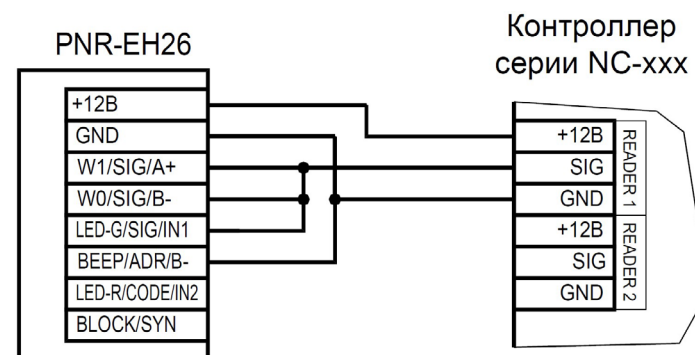 PNR-EH26
+12В
GND
W1/SIG/A+
W0/SIG/B-
LED-G/SIG/IN1
BEEP/ADR/B-
LED-R/CODE/IN2
BLOCK/SYN
Контроллер
серии NC-xxx
+12В
SIG
GND
READER 1
+12В
SIG
GND
READER 2